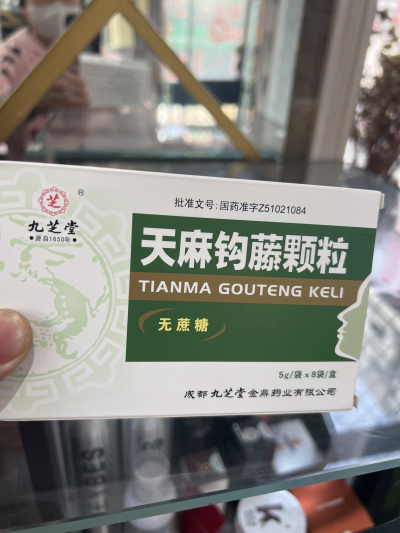 批准文号:国药准字Z51021084
芝
®
九芝堂
•源自1650年•
天麻钩藤颗粒
TIANMA GOUTENG KELI
无蔗糖
5g/袋×8袋/盒
成都九芝堂金鼎药业有限公司
K